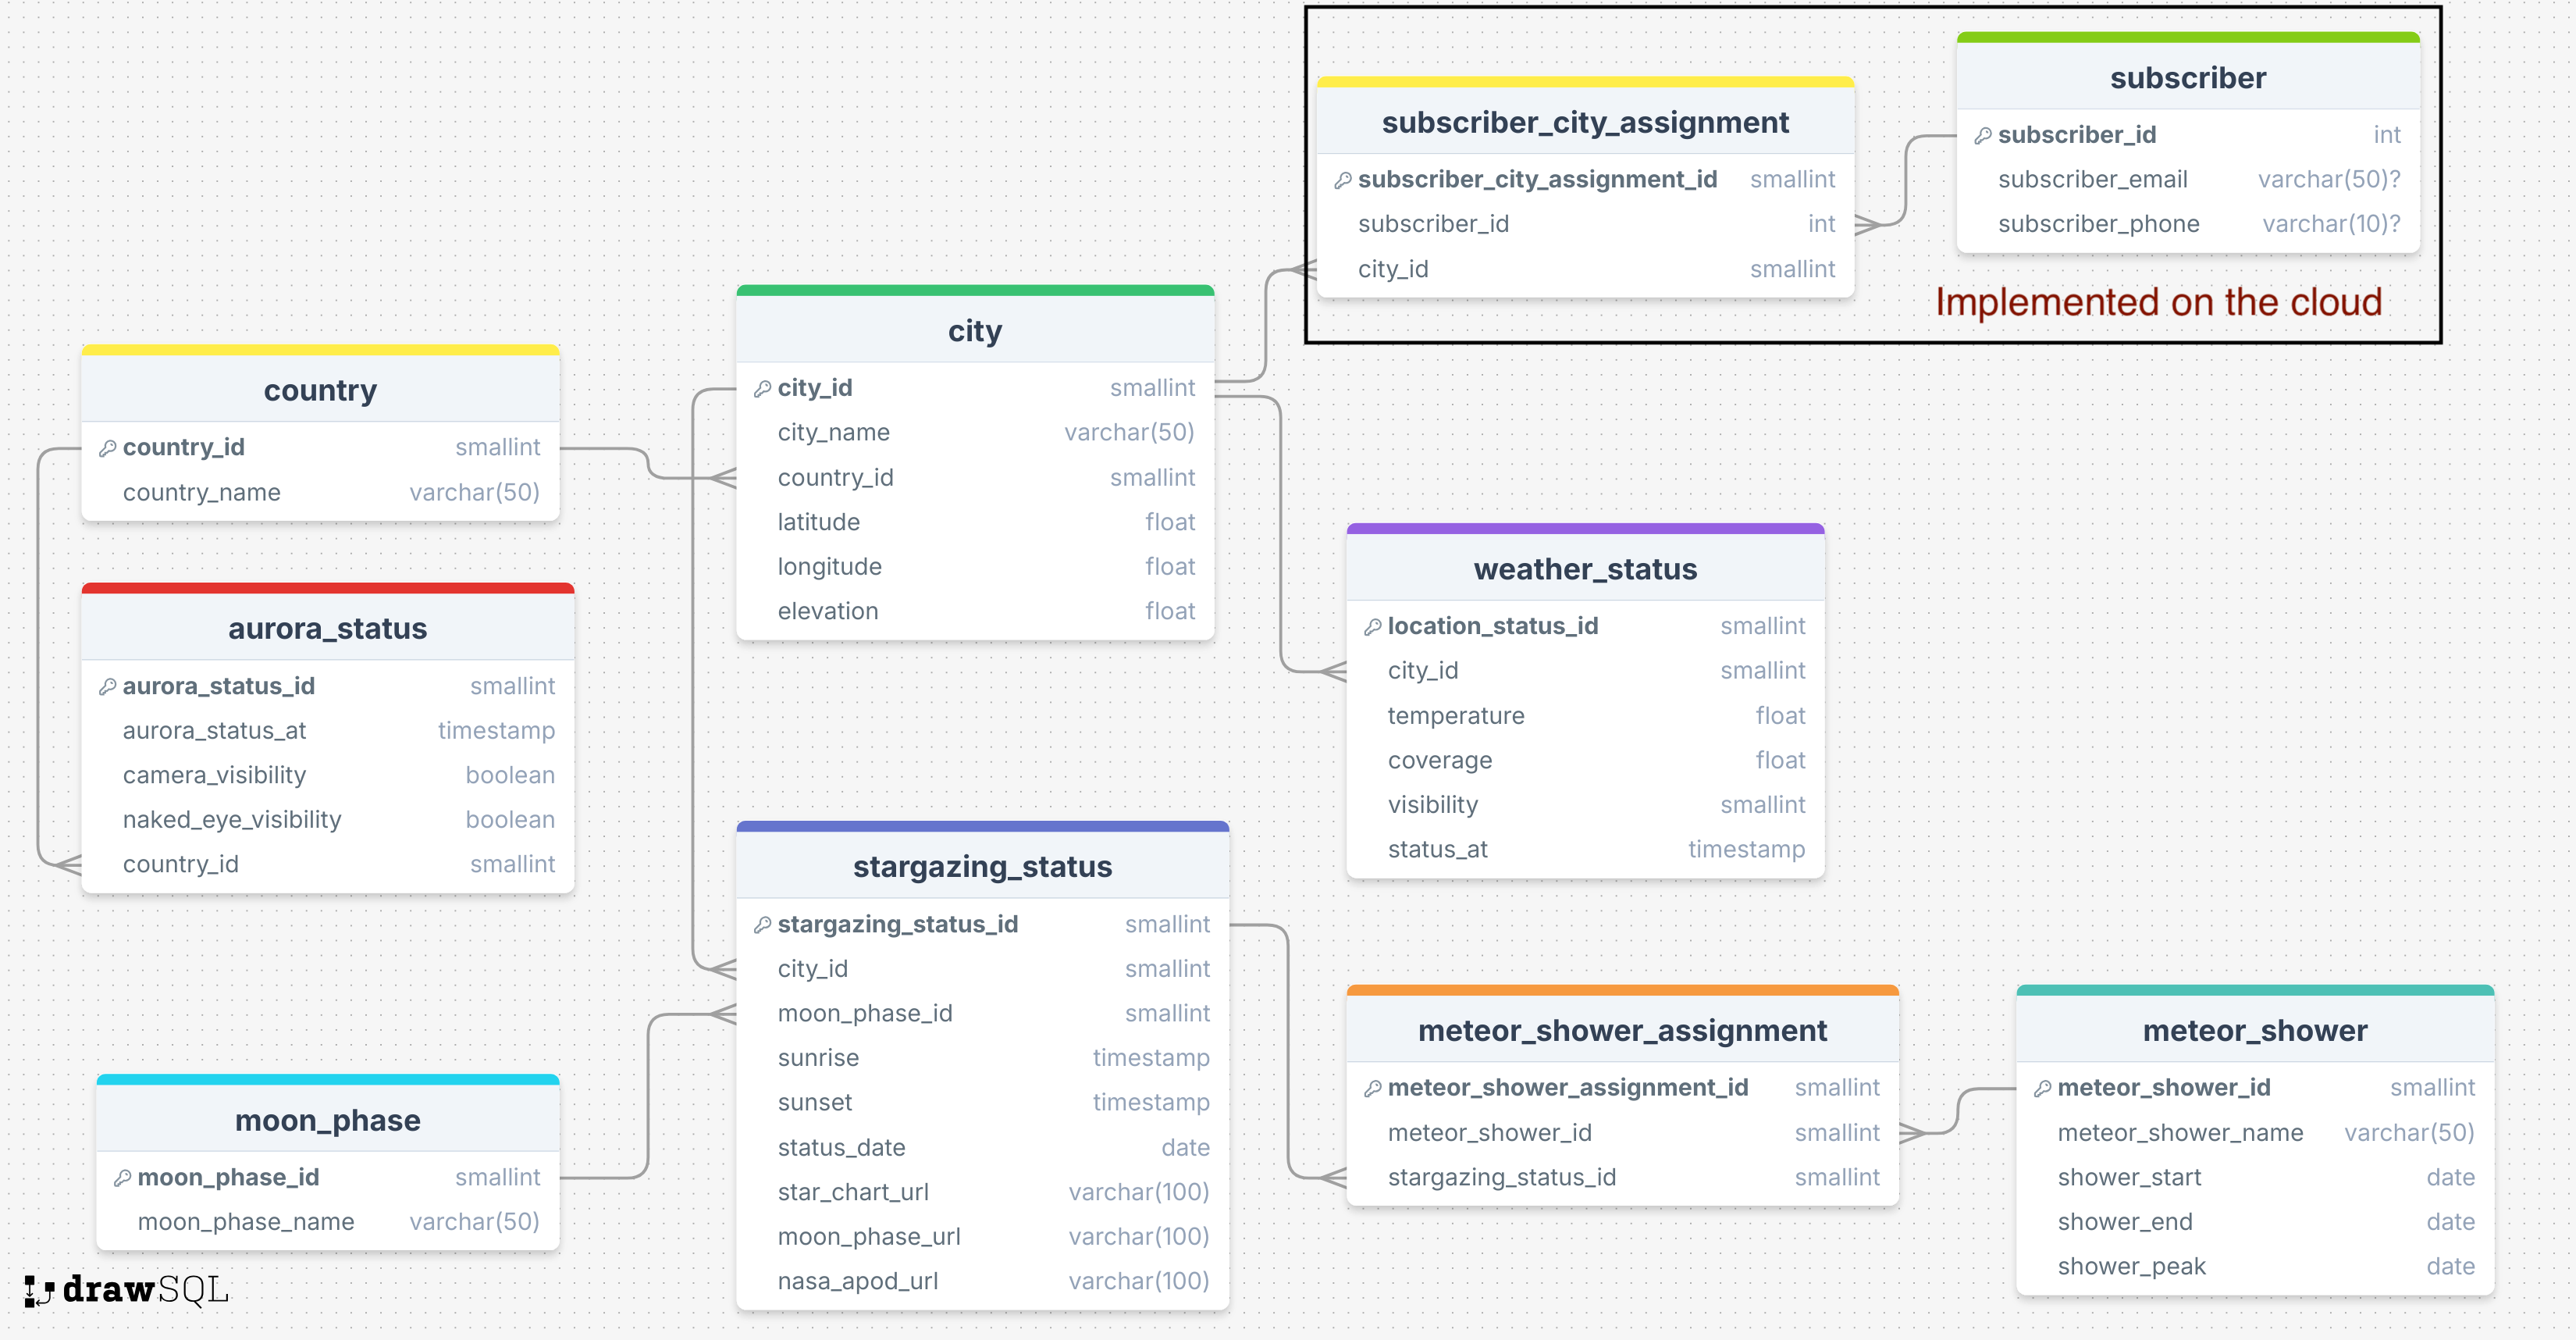 subscriber_city_assignment
subscriber_city_assignment_id smallint
subscriber_id int
city_id smallint
subscriber
subscriber_id int
subscriber_email varchar(50)?
subscriber_phone varchar(10)?
Implemented on the cloud
country
country_id smallint
country_name varchar(50)
city
city_id smallint
city_name varchar(50)
country_id smallint
latitude float
longitude float
elevation float
aurora_status
aurora_status_id smallint
aurora_status_at timestamp
camera_visibility boolean
naked_eye_visibility boolean
country_id smallint
weather_status
location_status_id smallint
city_id smallint
temperature float
coverage float
visibility smallint
status_at timestamp
stargazing_status
stargazing_status_id smallint
city_id smallint
moon_phase_id smallint
sunrise timestamp
sunset timestamp
status_date date
star_chart_url varchar(100)
moon_phase_url varchar(100)
nasa_apod_url varchar(100)
moon_phase
moon_phase_id smallint
moon_phase_name varchar(50)
meteor_shower_assignment
meteor_shower_assignment_id smallint
meteor_shower_id smallint
stargazing_status_id smallint
meteor_shower
meteor_shower_id smallint
meteor_shower_name varchar(50)
shower_start date
shower_end date
shower_peak date
drawSQL